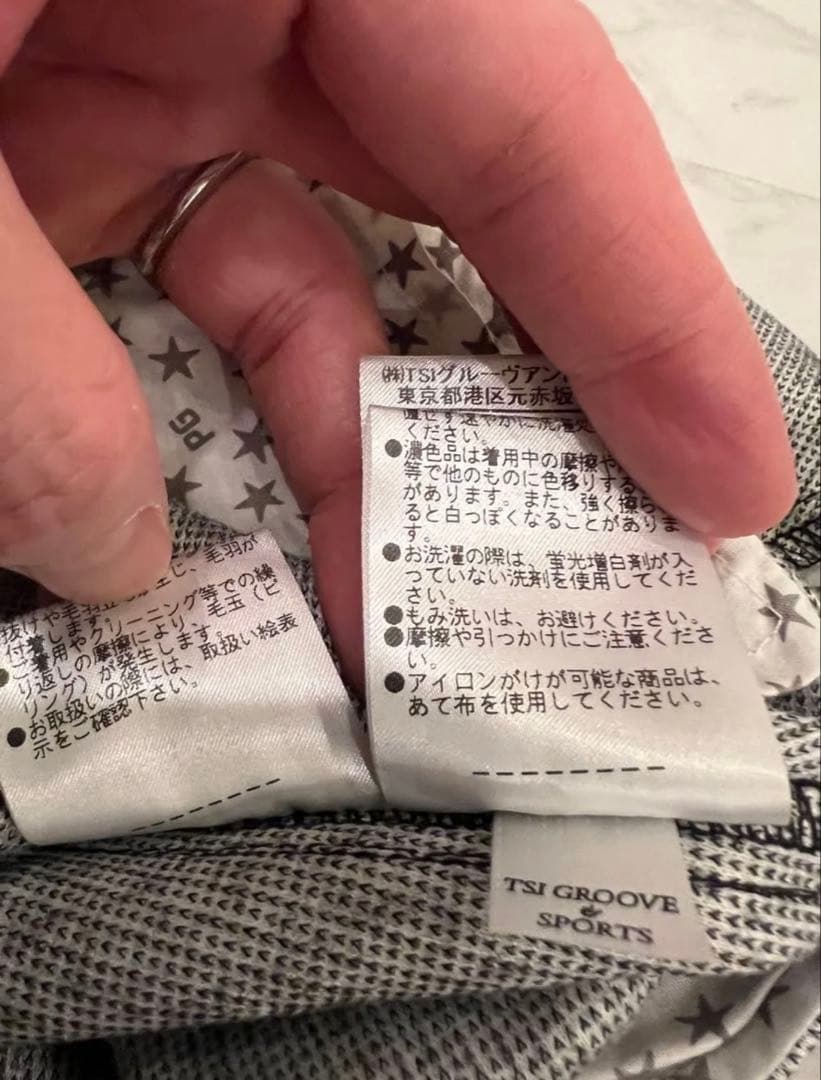 PG
㈱TSIグルーヴアン
東京都港区元赤坂
ください。
●濃色品は着用中の摩擦や
等で他のものに色移りする
があります。また、強く擦ら
ると白っぽくなることがありま
す。
●お洗濯の際は、蛍光増白剤が入
っていない洗剤を使用してくだ
さい。
●もみ洗いは、お避けください。
●摩擦や引っかけにご注意くださ
い。
●アイロンがけが可能な商品は、
あて布を使用してください。
生じ、毛羽が
付着します。
●ご着用やクリーニング等での繰
り返しの摩擦により、毛玉（ピ
リング）が発生します。
●お取扱いの際には、取扱い絵表
示をご確認下さい。
TSI GROOVE
&
SPORTS